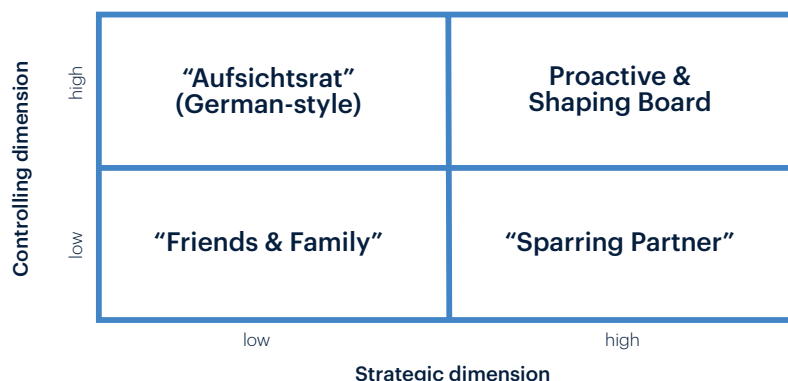 Controlling dimension
high
“Aufsichtsrat”
(German-style)
Proactive &
Shaping Board
low
“Friends & Family”
“Sparring Partner”
low
high
Strategic dimension